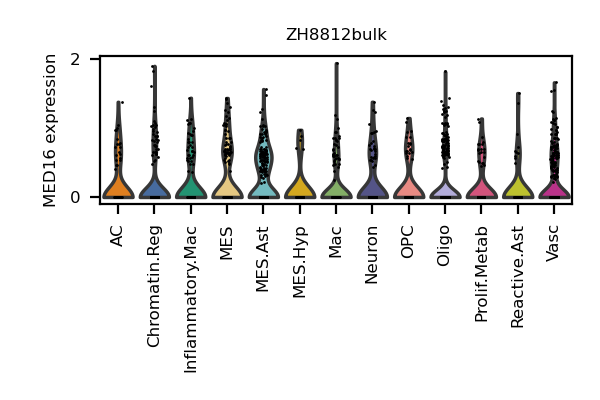 ZH8812bulk
MED16 expression
2
0
AC
Chromatin.Reg
Inflammatory.Mac
MES
MES.Ast
MES.Hyp
Mac
Neuron
OPC
Oligo
Prolif.Metab
Reactive.Ast
Vasc